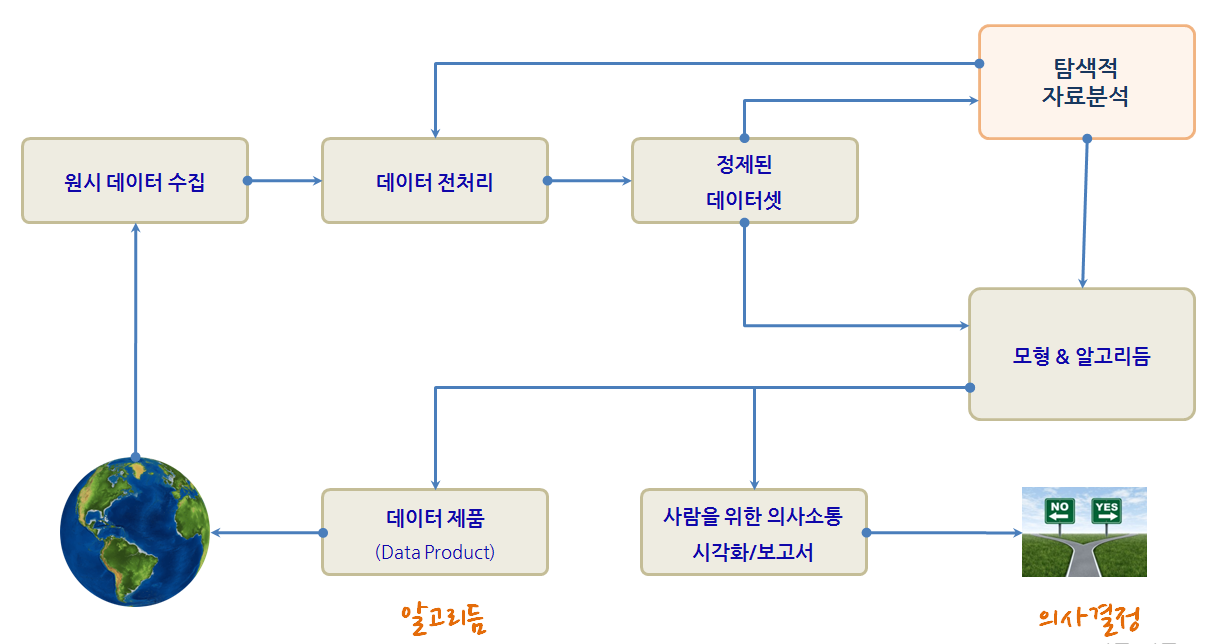 탐색적
자료분석
원시 데이터 수집
데이터 전처리
정제된
데이터셋
모형 & 알고리듬
데이터 제품
(Data Product)
사람을 위한 의사소통
시각화/보고서
NO
YES
알고리듬
의사결정